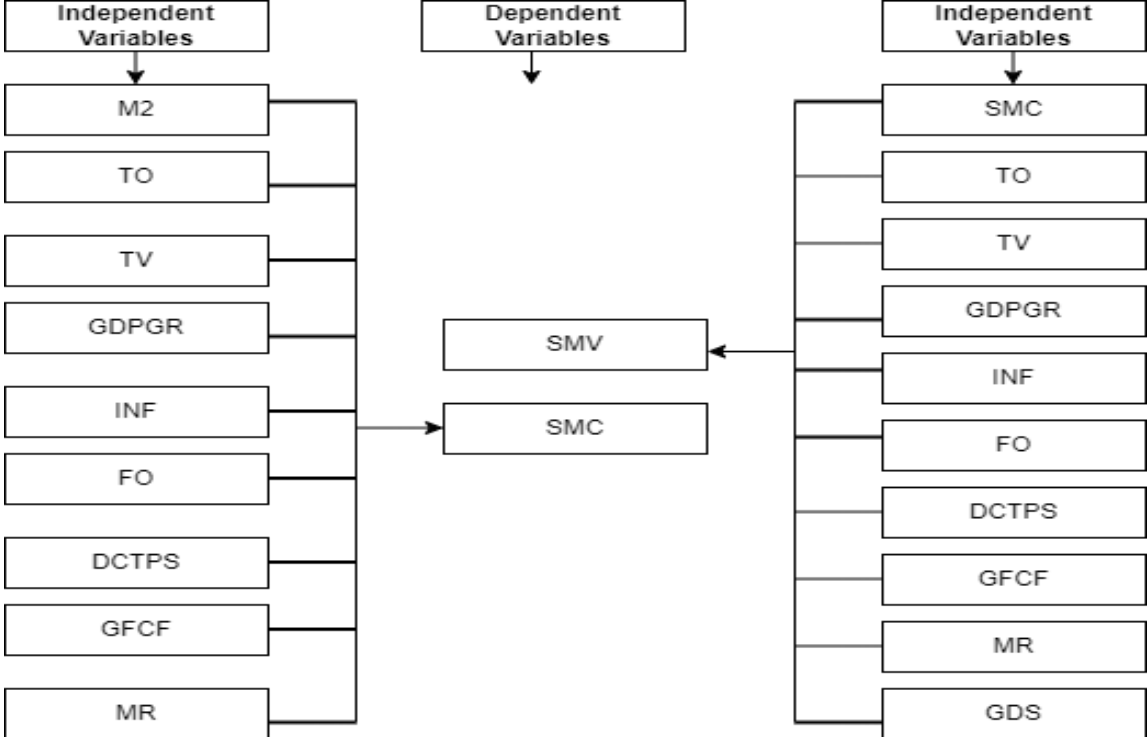 Independent
Variables
M2
TO
TV
GDPGR
INF
FO
DCTPS
GFCF
MR
Dependent
Variables
SMV
SMC
Independent
Variables
SMC
TO
TV
GDPGR
INF
FO
DCTPS
GFCF
MR
GDS